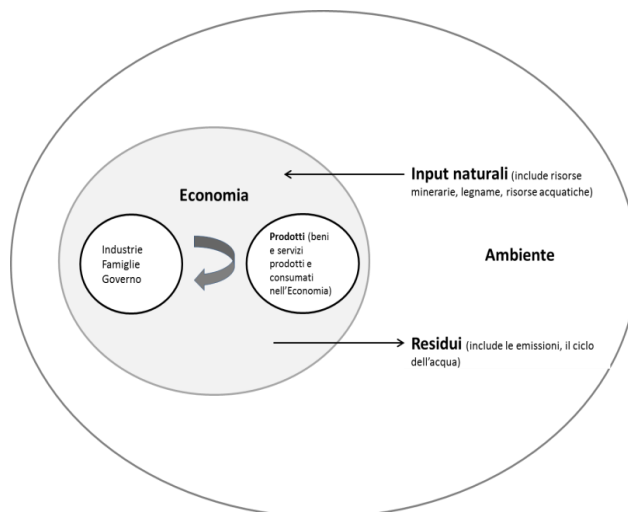 Input naturali (include risorse
minerarie, legname, risorse acquatiche)
Economia
Industrie
Famiglie
Governo
Prodotti (beni
e servizi
prodotti e
consumati
nell'Economia)
Ambiente
Residui (include le emissioni, il ciclo
dell'acqua)